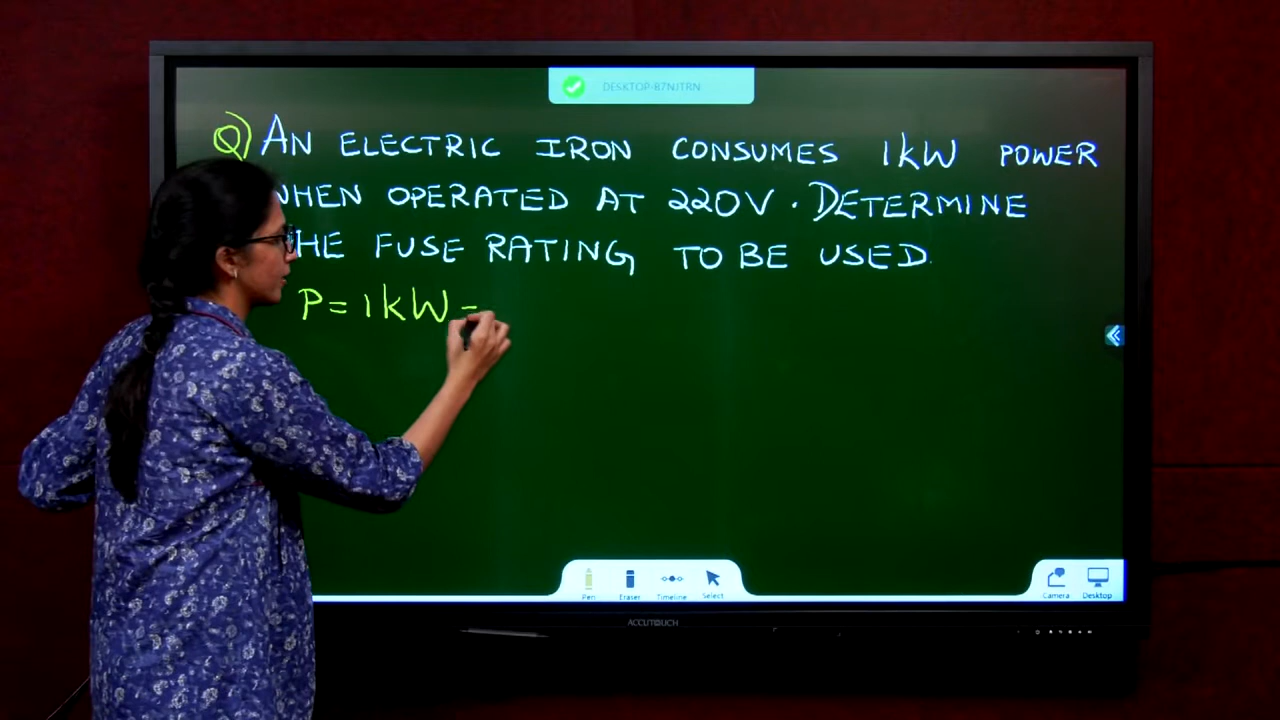 DESKTOP-87NJTRN
Q) AN ELECTRIC IRON CONSUMES 1KW POWER
WHEN OPERATED AT 220V. DETERMINE
THE FUSE RATING TO BE USED.
P = 1KW =
Pen Eraser Timeline Select
Camera Desktop
ACCUTOUCH